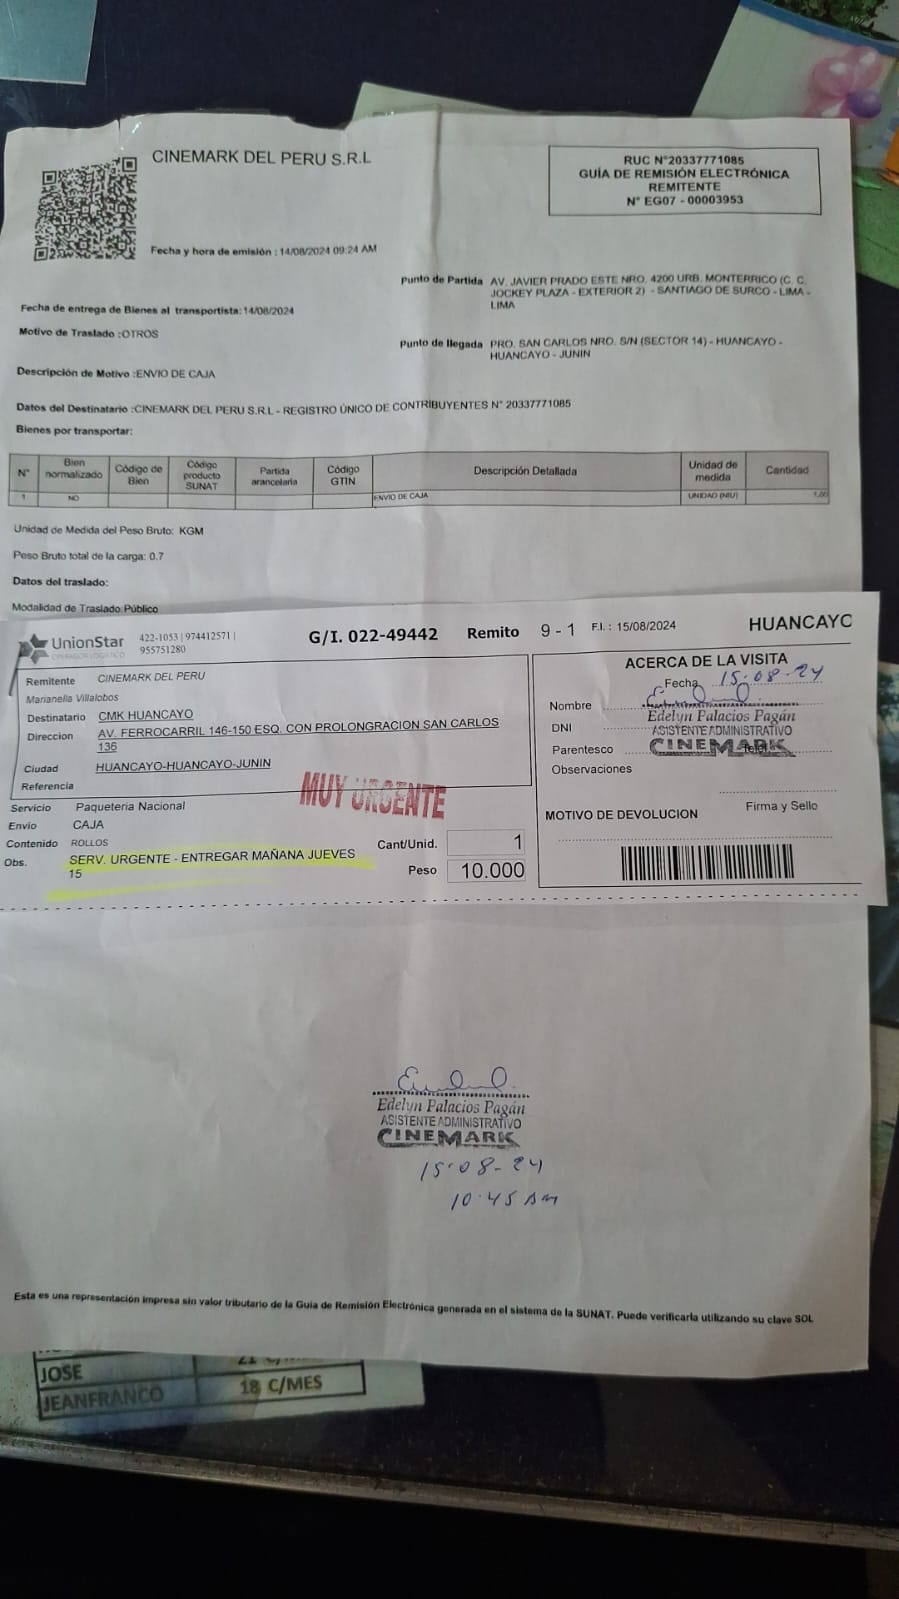 CINEMARK DEL PERU S.R.L
RUC N°20337771085
GUÍA DE REMISIÓN ELECTRÓNICA
REMITENTE
N° EG07 - 00003953
Fecha y hora de emisión : 14/08/2024 09:24 AM
Punto de Partida AV. JAVIER PRADO ESTE NRO. 4200 URB. MONTERRICO (C. C.
JOCKEY PLAZA - EXTERIOR 2) - SANTIAGO DE SURCO - LIMA -
LIMA
Fecha de entrega de Bienes al transportista: 14/08/2024
Motivo de Traslado :OTROS
Punto de llegada PRO. SAN CARLOS NRO. S/N (SECTOR 14) - HUANCAYO -
HUANCAYO - JUNIN
Descripción de Motivo :ENVIO DE CAJA
Datos del Destinatario :CINEMARK DEL PERU S.R.L - REGISTRO ÚNICO DE CONTRIBUYENTES N° 20337771085
Bienes por transportar:
N° Bien normalizado Código de Bien Código producto SUNAT Partida arancelaria Código GTIN Descripción Detallada Unidad de medida Cantidad
1 NO ENVIO DE CAJA UNIDAD (NIU) 1.00
Unidad de Medida del Peso Bruto: KGM
Peso Bruto total de la carga: 0.7
Datos del traslado:
Modalidad de Traslado Público
UnionStar
OPERADOR LOGISTICO
422-1053 | 974412571 |
955751280
G/I. 022-49442 Remito 9 - 1 F.I. : 15/08/2024 HUANCAYO
Remitente CINEMARK DEL PERU
Marianella Villalobos
Destinatario CMK HUANCAYO
Direccion AV. FERROCARRIL 146-150 ESQ. CON PROLONGRACION SAN CARLOS
136
Ciudad HUANCAYO-HUANCAYO-JUNIN
Referencia
MUY URGENTE
Servicio Paqueteria Nacional
Envio CAJA
Contenido ROLLOS
Obs. SERV. URGENTE - ENTREGAR MAÑANA JUEVES
15
Cant/Unid. 1
Peso 10.000
ACERCA DE LA VISITA
Fecha 15-08-24
Nombre
DNI
Parentesco
Observaciones
Edelyn Palacios Pagán
ASISTENTE ADMINISTRATIVO
CINEMARK
Firma y Sello
MOTIVO DE DEVOLUCION
Edelyn Palacios Pagán
ASISTENTE ADMINISTRATIVO
CINEMARK
15-08-24
10:45 AM
Esta es una representación impresa sin valor tributario de la Guía de Remisión Electrónica generada en el sistema de la SUNAT. Puede verificarla utilizando su clave SOL
JOSE
JEANFRANCO 18 C/MES